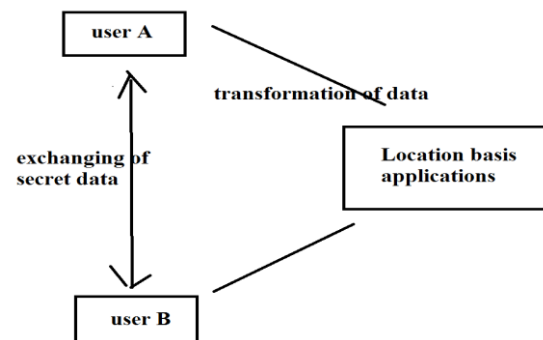 user A
transformation of data
exchanging of
secret data
Location basis
applications
user B